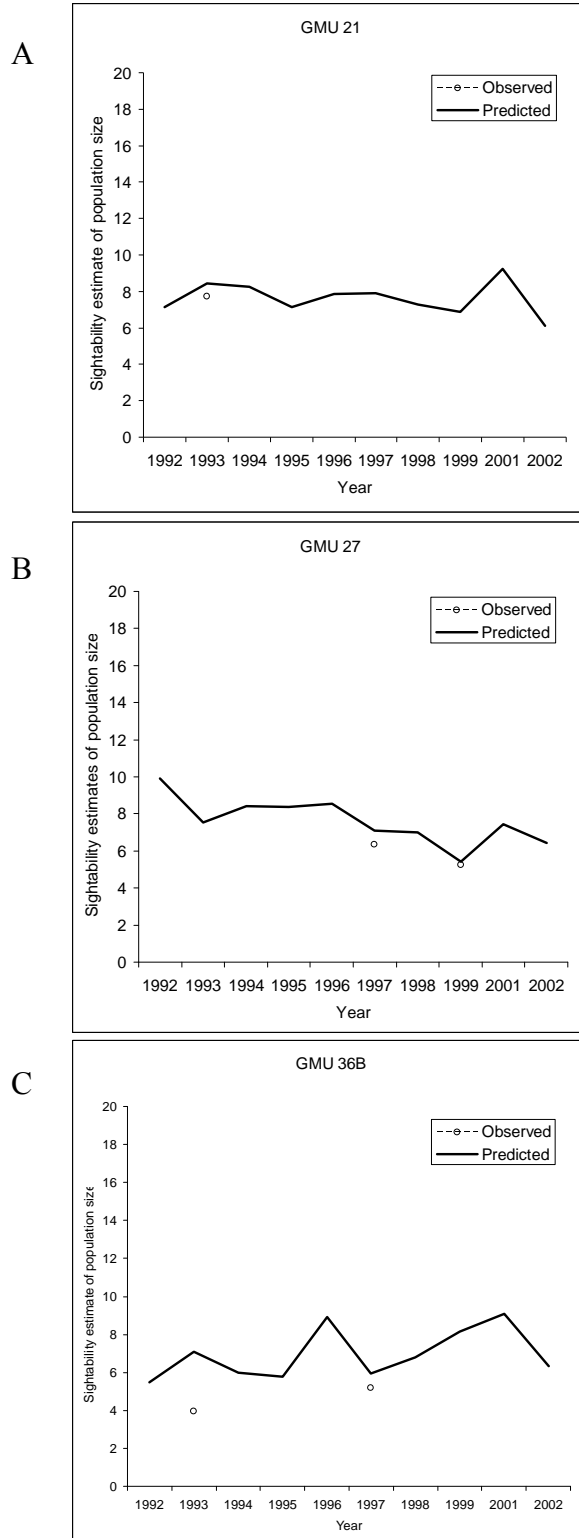 A
GMU 21
Observed
Predicted
Sightability estimate of population size
20
18
16
14
12
10
8
6
4
2
0
1992 1993 1994 1995 1996 1997 1998 1999 2001 2002
Year
B
GMU 27
Observed
Predicted
Sightability estimates of population size
20
18
16
14
12
10
8
6
4
2
0
1992 1993 1994 1995 1996 1997 1998 1999 2001 2002
Year
C
GMU 36B
Observed
Predicted
Sightability estimate of population size
20
18
16
14
12
10
8
6
4
2
0
1992 1993 1994 1995 1996 1997 1998 1999 2001 2002
Year